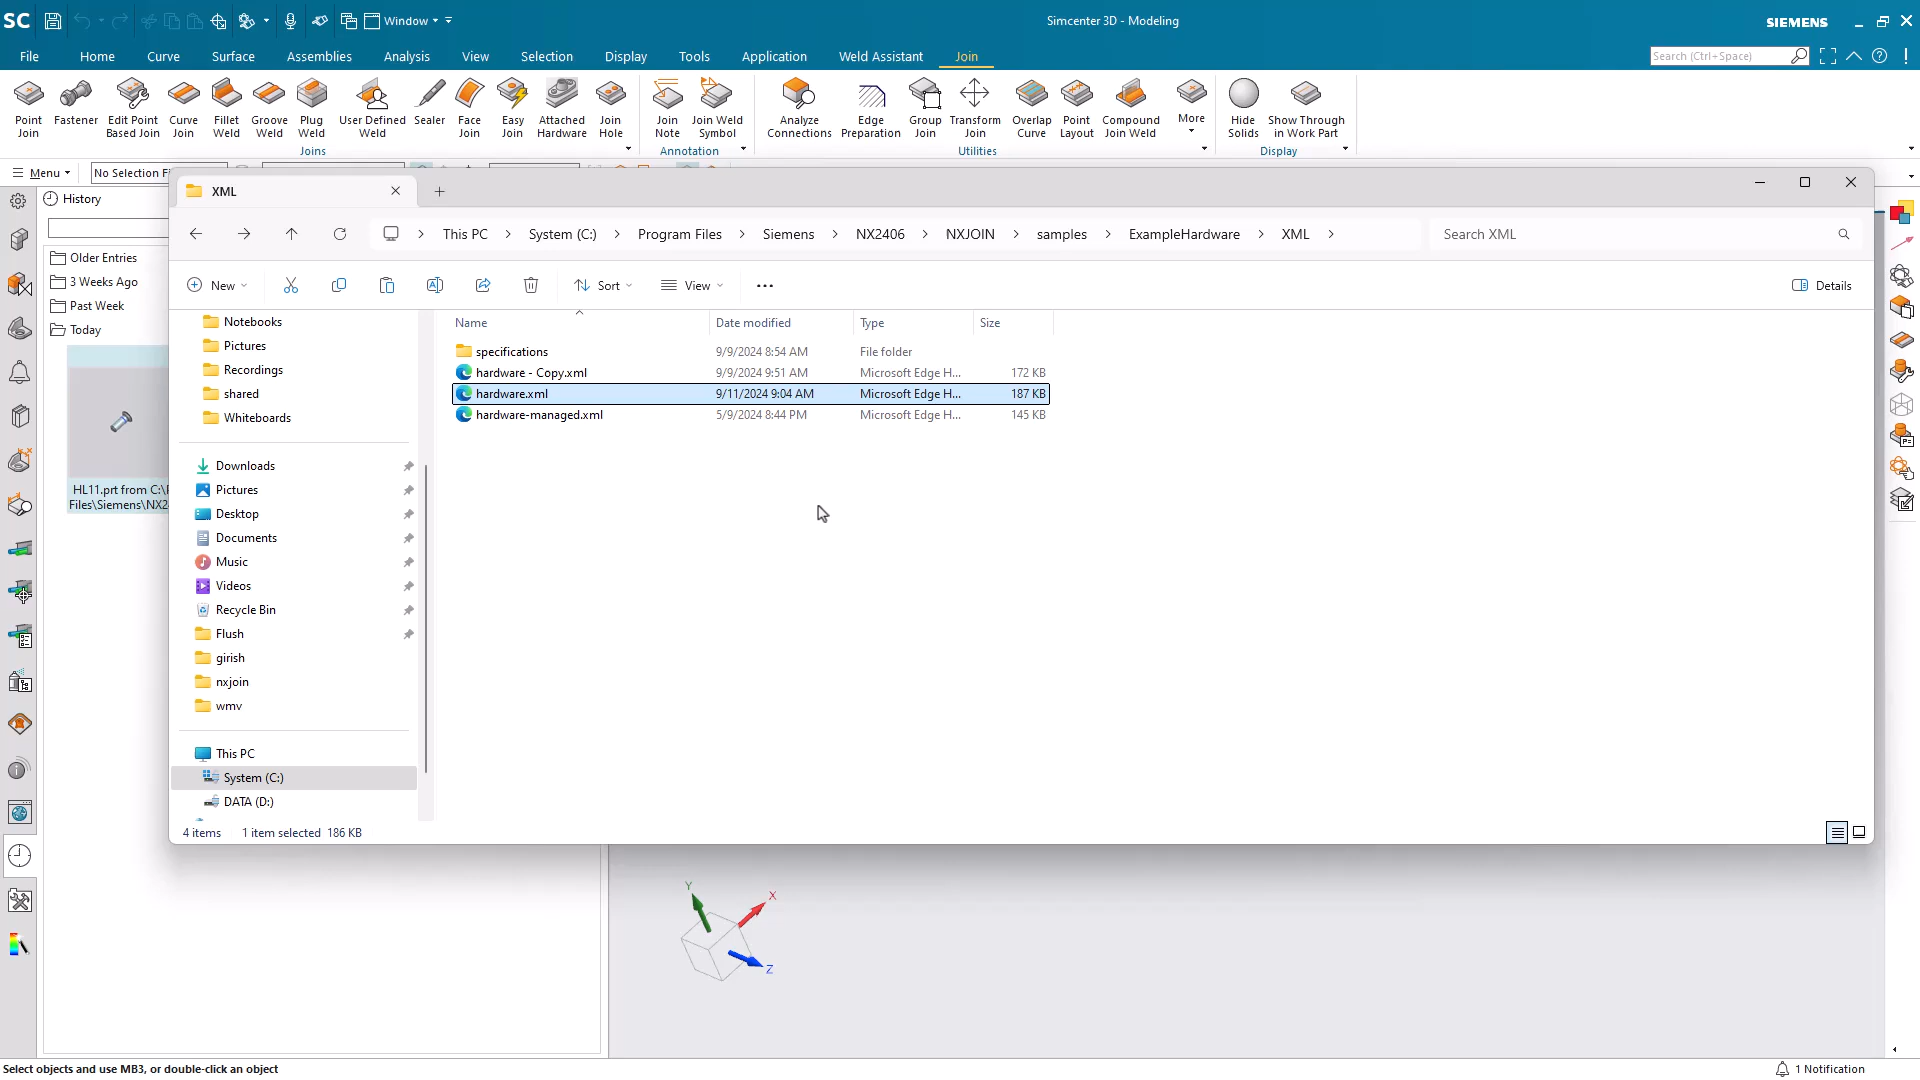 SC Window Simcenter 3D - Modeling SIEMENS
File Home Curve Surface Assemblies Analysis View Selection Display Tools Application Weld Assistant Join Search (Ctrl+Space)
Point Join Fastener Edit Point Based Join Curve Join Fillet Weld Groove Weld Plug Weld User Defined Weld Sealer Face Join Easy Join Attached Hardware Join Hole Join Note Join Weld Symbol Analyze Connections Edge Preparation Group Join Transform Join Overlap Curve Point Layout Compound Join Weld More Hide Solids Show Through in Work Part
Joins Annotation Utilities Display
Menu No Selection Fi
History
Older Entries
3 Weeks Ago
Past Week
Today
HL11.prt from C:\P
Files\Siemens\NX2
XML
This PC > System (C:) > Program Files > Siemens > NX2406 > NXJOIN > samples > ExampleHardware > XML > Search XML
New Sort View ... Details
Notebooks
Pictures
Recordings
shared
Whiteboards
Downloads
Pictures
Desktop
Documents
Music
Videos
Recycle Bin
Flush
girish
nxjoin
wmv
This PC
System (C:)
DATA (D:)
Name Date modified Type Size
specifications 9/9/2024 8:54 AM File folder
hardware - Copy.xml 9/9/2024 9:51 AM Microsoft Edge H... 172 KB
hardware.xml 9/11/2024 9:04 AM Microsoft Edge H... 187 KB
hardware-managed.xml 5/9/2024 8:44 PM Microsoft Edge H... 145 KB
4 items 1 item selected 186 KB
Y X Z
Select objects and use MB3, or double-click an object 1 Notification